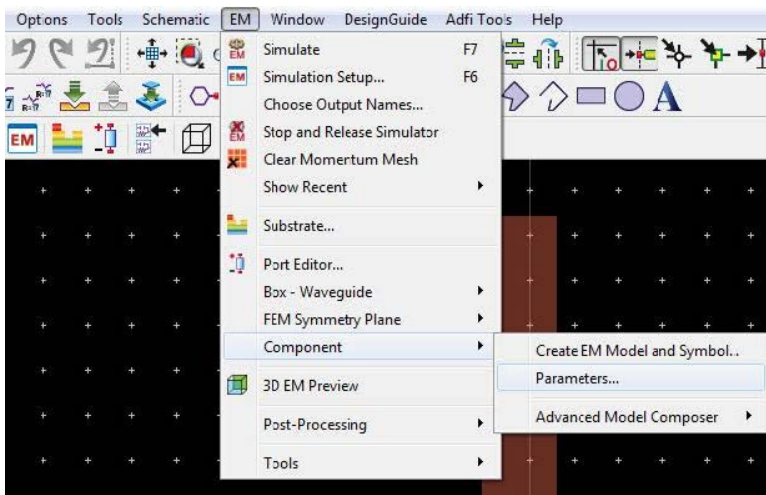 Options Tools Schematic EM Window DesignGuide Adfi Tools Help
Simulate F7
EM Simulation Setup... F6
Choose Output Names...
Stop and Release Simulator
Clear Momentum Mesh
Show Recent
Substrate...
Port Editor...
Box - Waveguide
FEM Symmetry Plane
Component
3D EM Preview
Post-Processing
Tools
Create EM Model and Symbol..
Parameters...
Advanced Model Composer
EM
A